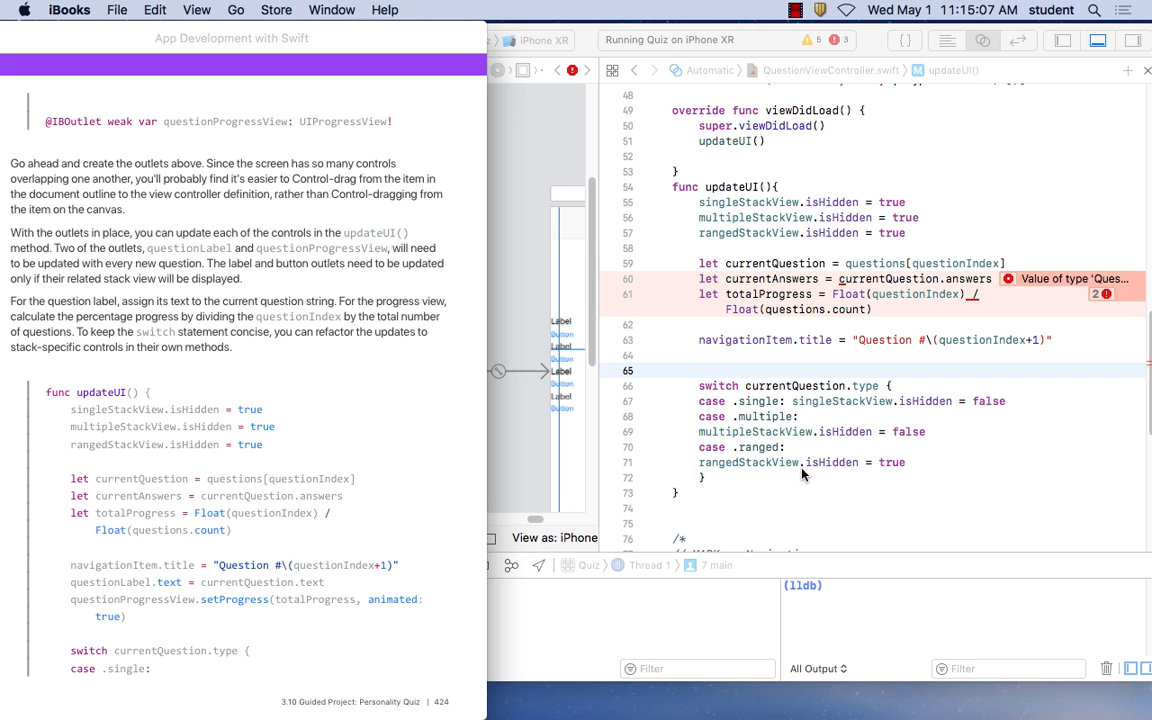 iBooks File Edit View Go Store Window Help Wed May 1 11:15:07 AM student
App Development with Swift
@IBOutlet weak var questionProgressView: UIProgressView!
Go ahead and create the outlets above. Since the screen has so many controls
overlapping one another, you'll probably find it's easier to Control-drag from the item in
the document outline to the view controller definition, rather than Control-dragging from
the item on the canvas.
With the outlets in place, you can update each of the controls in the updateUI()
method. Two of the outlets, questionLabel and questionProgressView, will need
to be updated with every new question. The label and button outlets need to be updated
only if their related stack view will be displayed.
For the question label, assign its text to the current question string. For the progress view,
calculate the percentage progress by dividing the questionIndex by the total number
of questions. To keep the switch statement concise, you can refactor the updates to
stack-specific controls in their own methods.
func updateUI() {
singleStackView.isHidden = true
multipleStackView.isHidden = true
rangedStackView.isHidden = true
let currentQuestion = questions[questionIndex]
let currentAnswers = currentQuestion.answers
let totalProgress = Float(questionIndex) /
Float(questions.count)
navigationItem.title = "Question #\(questionIndex+1)"
questionLabel.text = currentQuestion.text
questionProgressView.setProgress(totalProgress, animated:
true)
switch currentQuestion.type {
case .single:
3.10 Guided Project: Personality Quiz | 424
iPhone XR Running Quiz on iPhone XR 5 3
Automatic QuestionViewController.swift updateUI()
Label
Button
Label
Button
Label
Button
Label
Button
View as: iPhone
48
49 override func viewDidLoad() {
50 super.viewDidLoad()
51 updateUI()
52
53 }
54 func updateUI(){
55 singleStackView.isHidden = true
56 multipleStackView.isHidden = true
57 rangedStackView.isHidden = true
58
59 let currentQuestion = questions[questionIndex]
60 let currentAnswers = currentQuestion.answers Value of type 'Ques...
61 let totalProgress = Float(questionIndex) / 2
Float(questions.count)
62
63 navigationItem.title = "Question #\(questionIndex+1)"
64
65
66 switch currentQuestion.type {
67 case .single: singleStackView.isHidden = false
68 case .multiple:
69 multipleStackView.isHidden = false
70 case .ranged:
71 rangedStackView.isHidden = true
72 }
73 }
74
75
76 /*
Quiz Thread 1 7 main
(lldb)
Filter All Output Filter